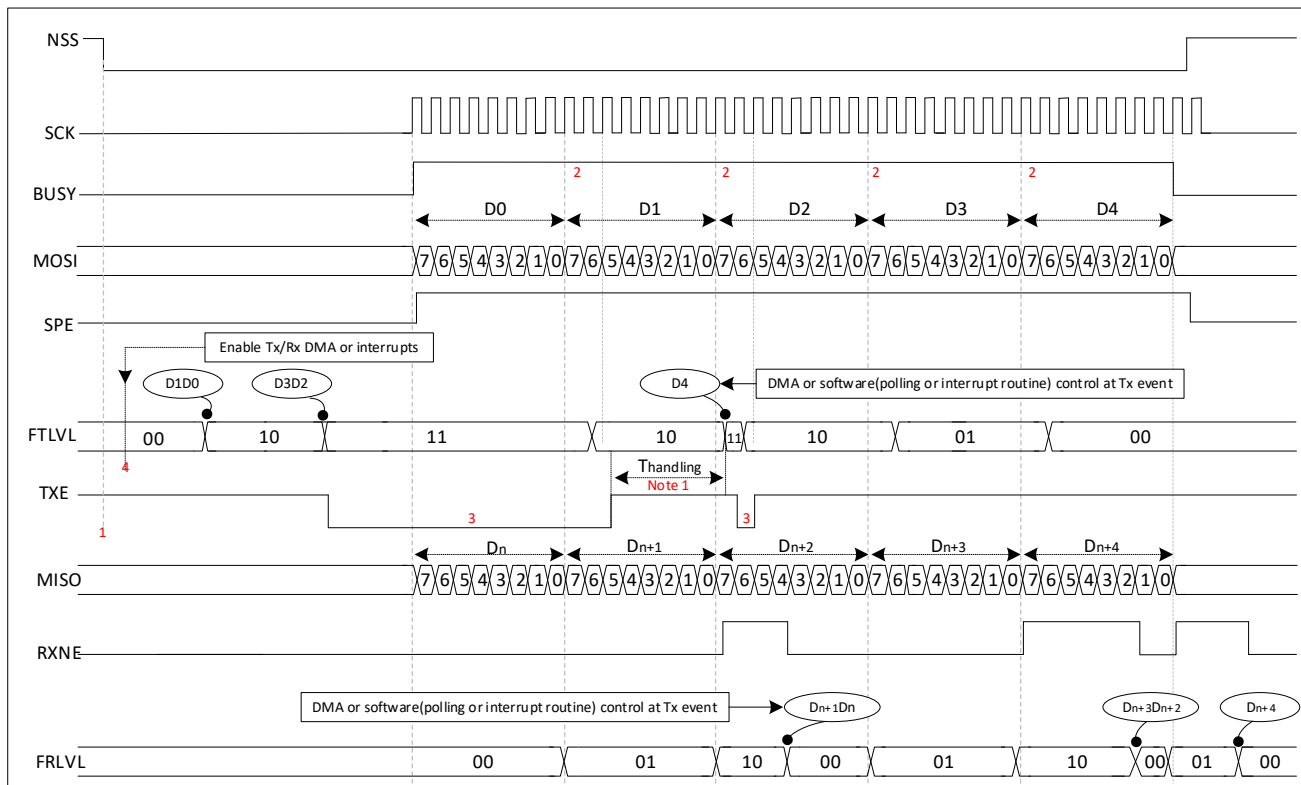 NSS
SCK
BUSY
2 2 2 2
D0 D1 D2 D3 D4
MOSI 7 6 5 4 3 2 1 0 7 6 5 4 3 2 1 0 7 6 5 4 3 2 1 0 7 6 5 4 3 2 1 0 7 6 5 4 3 2 1 0
SPE
Enable Tx/Rx DMA or interrupts
D1D0 D3D2 D4 DMA or software(polling or interrupt routine) control at Tx event
FTLVL 00 10 11 10 11 10 01 00
4
Thandling
Note 1
TXE
3 3
1
Dn Dn+1 Dn+2 Dn+3 Dn+4
MISO 7 6 5 4 3 2 1 0 7 6 5 4 3 2 1 0 7 6 5 4 3 2 1 0 7 6 5 4 3 2 1 0 7 6 5 4 3 2 1 0
RXNE
DMA or software(polling or interrupt routine) control at Tx event Dn+1Dn Dn+3Dn+2 Dn+4
FRLVL 00 01 10 00 01 10 00 01 00